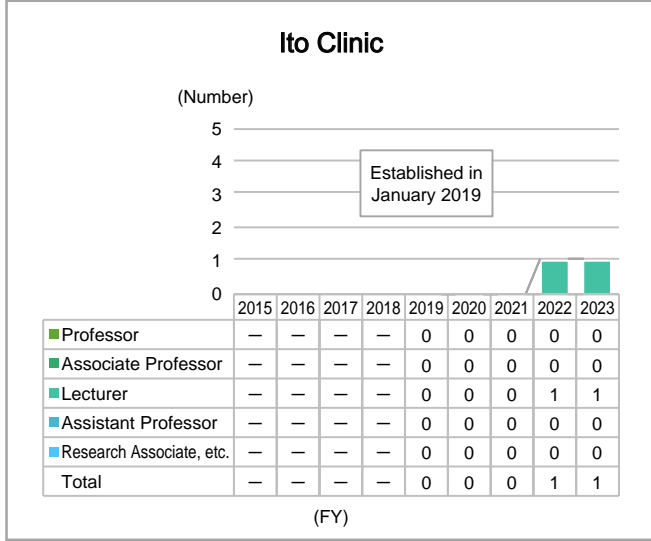 Ito Clinic
(Number)
5
4
3
2
1
0
Established in
January 2019
2015 2016 2017 2018 2019 2020 2021 2022 2023
Professor — — — — 0 0 0 0 0
Associate Professor — — — — 0 0 0 0 0
Lecturer — — — — 0 0 0 1 1
Assistant Professor — — — — 0 0 0 0 0
Research Associate, etc. — — — — 0 0 0 0 0
Total — — — — 0 0 0 1 1
(FY)